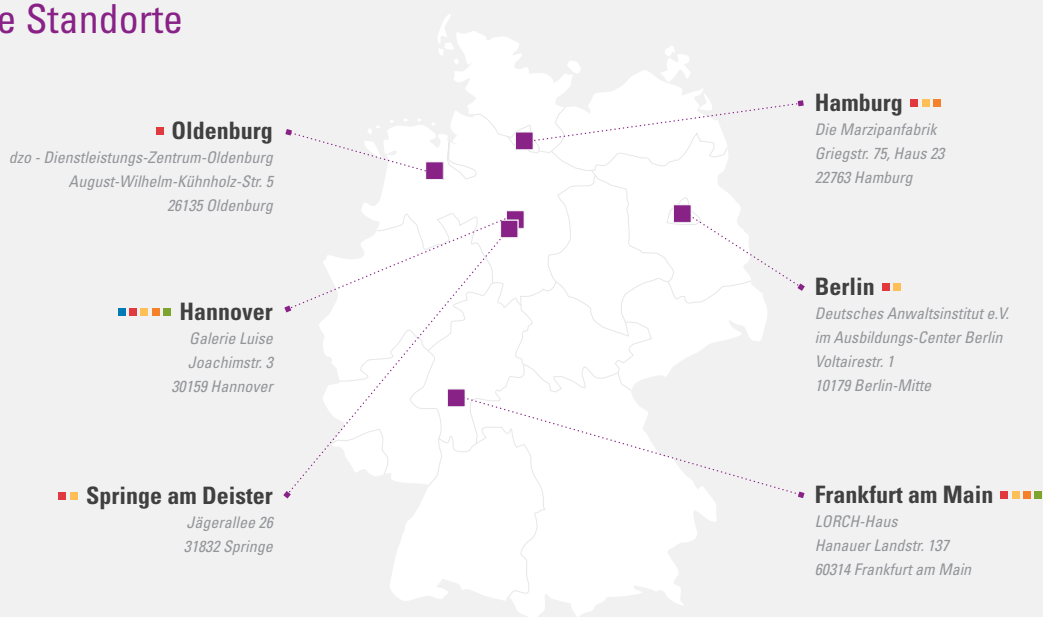 e Standorte
Oldenburg
dzo - Dienstleistungs-Zentrum-Oldenburg
August-Wilhelm-Kühnholz-Str. 5
26135 Oldenburg
Hannover
Galerie Luise
Joachimstr. 3
30159 Hannover
Springe am Deister
Jägerallee 26
31832 Springe
Hamburg
Die Marzipanfabrik
Griegstr. 75, Haus 23
22763 Hamburg
Berlin
Deutsches Anwaltsinstitut e.V.
im Ausbildungs-Center Berlin
Voltairestr. 1
10179 Berlin-Mitte
Frankfurt am Main
LORCH-Haus
Hanauer Landstr. 137
60314 Frankfurt am Main